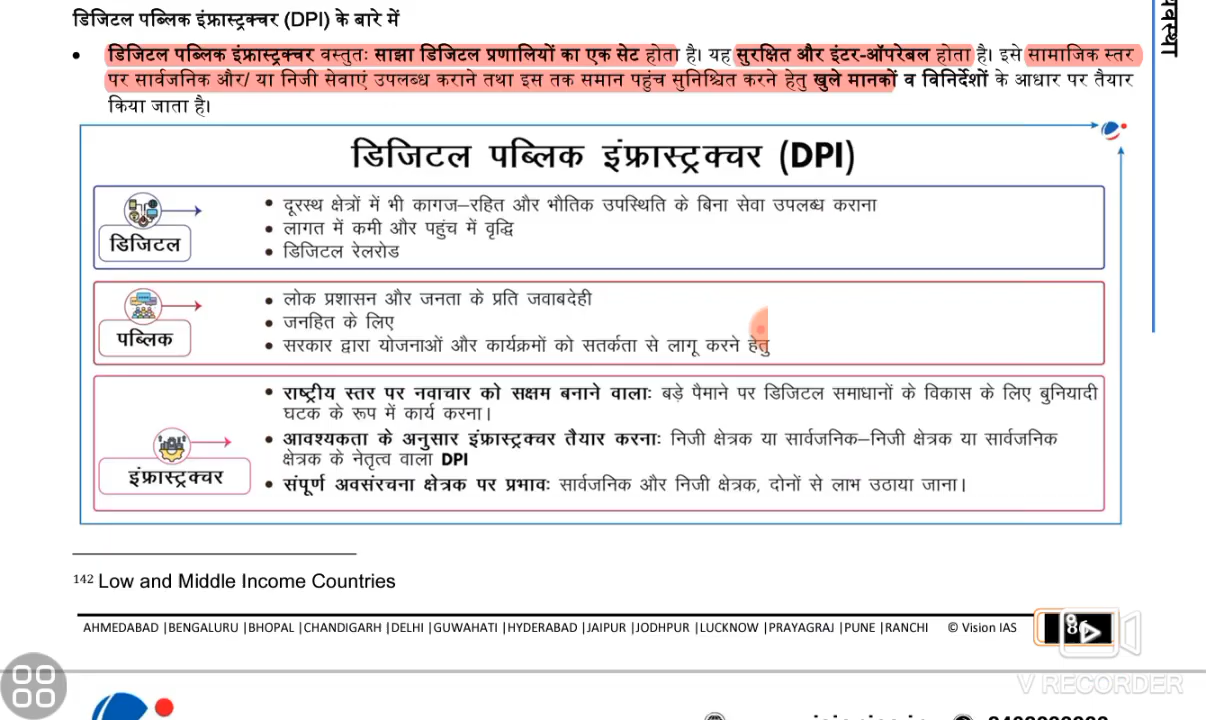 डिजिटल पब्लिक इंफ्रास्ट्रक्चर (DPI) के बारे में
• डिजिटल पब्लिक इंफ्रास्ट्रक्चर वस्तुतः साझा डिजिटल प्रणालियों का एक सेट होता है। यह सुरक्षित और इंटर-ऑपरेबल होता है। इसे सामाजिक स्तर
पर सार्वजनिक और/ या निजी सेवाएं उपलब्ध कराने तथा इस तक समान पहुंच सुनिश्चित करने हेतु खुले मानकों व विनिर्देशों के आधार पर तैयार
किया जाता है।
डिजिटल पब्लिक इंफ्रास्ट्रक्चर (DPI)
डिजिटल
• दूरस्थ क्षेत्रों में भी कागज–रहित और भौतिक उपस्थिति के बिना सेवा उपलब्ध कराना
• लागत में कमी और पहुंच में वृद्धि
• डिजिटल रेलरोड
पब्लिक
• लोक प्रशासन और जनता के प्रति जवाबदेही
• जनहित के लिए
• सरकार द्वारा योजनाओं और कार्यक्रमों को सतर्कता से लागू करने हेतु
इंफ्रास्ट्रक्चर
• राष्ट्रीय स्तर पर नवाचार को सक्षम बनाने वालाः बड़े पैमाने पर डिजिटल समाधानों के विकास के लिए बुनियादी
घटक के रूप में कार्य करना।
• आवश्यकता के अनुसार इंफ्रास्ट्रक्चर तैयार करनाः निजी क्षेत्रक या सार्वजनिक–निजी क्षेत्रक या सार्वजनिक
क्षेत्रक के नेतृत्व वाला DPI
• संपूर्ण अवसंरचना क्षेत्रक पर प्रभावः सार्वजनिक और निजी क्षेत्रक, दोनों से लाभ उठाया जाना।
142 Low and Middle Income Countries
AHMEDABAD |BENGALURU |BHOPAL |CHANDIGARH |DELHI |GUWAHATI |HYDERABAD |JAIPUR |JODHPUR |LUCKNOW |PRAYAGRAJ |PUNE |RANCHI © Vision IAS
V RECORDER